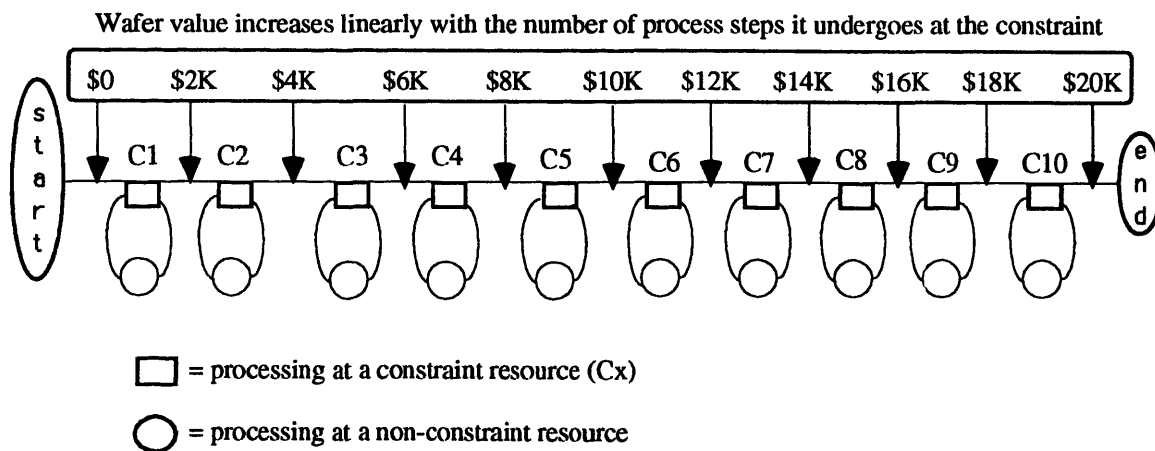 Wafer value increases linearly with the number of process steps it undergoes at the constraint
$0 $2K $4K $6K $8K $10K $12K $14K $16K $18K $20K
start
C1 C2 C3 C4 C5 C6 C7 C8 C9 C10
end
= processing at a constraint resource (Cx)
= processing at a non-constraint resource